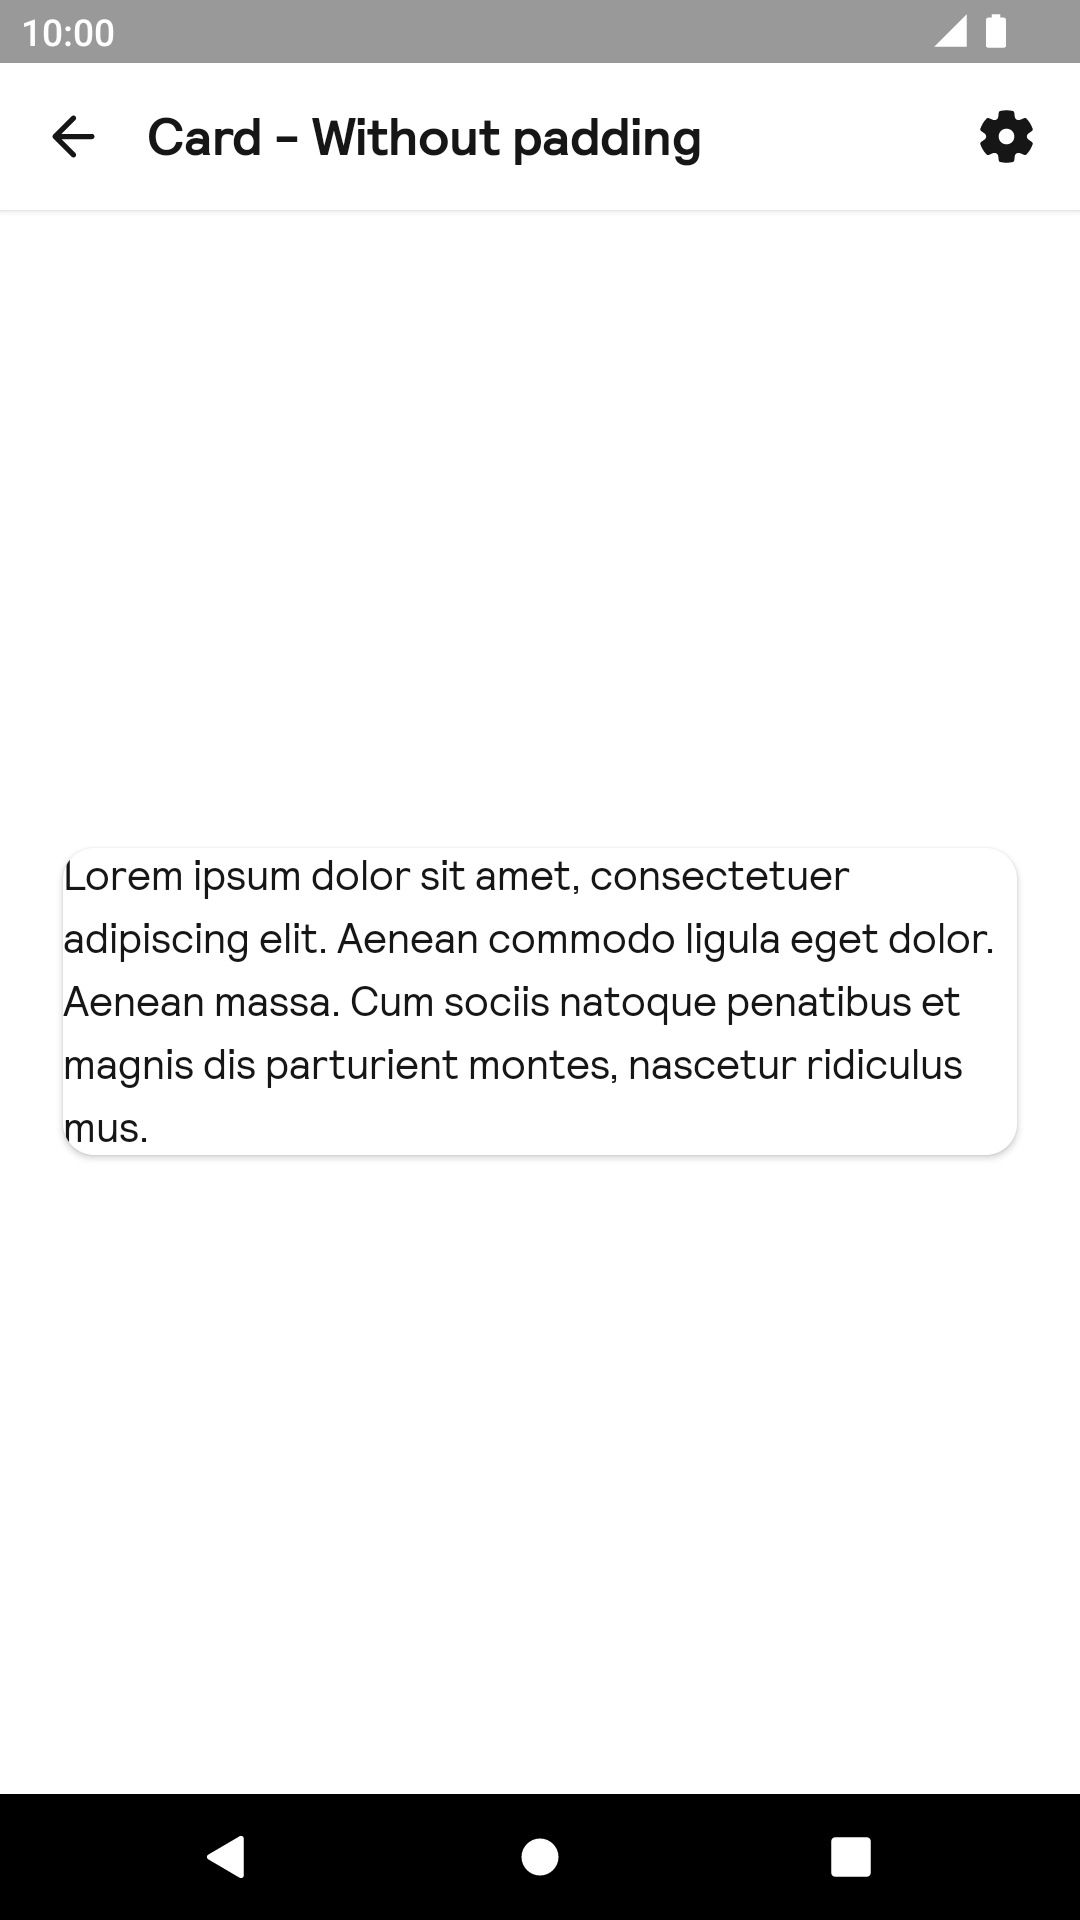 10:00
Card - Without padding
Lorem ipsum dolor sit amet, consectetuer
adipiscing elit. Aenean commodo ligula eget dolor.
Aenean massa. Cum sociis natoque penatibus et
magnis dis parturient montes, nascetur ridiculus
mus.